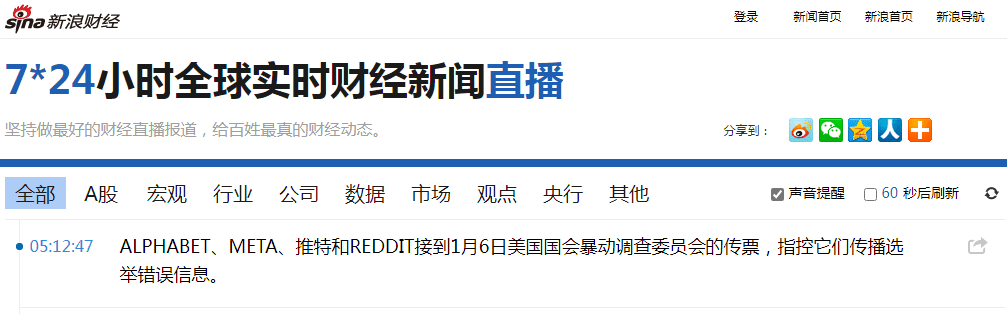 sina新浪财经
登录 新闻首页 新浪首页 新浪导航
7*24小时全球实时财经新闻直播
坚持做最好的财经直播报道，给百姓最真的财经动态。
分享到：
全部 A股 宏观 行业 公司 数据 市场 观点 央行 其他 声音提醒 60 秒后刷新
05:12:47 ALPHABET、META、推特和REDDIT接到1月6日美国国会暴动调查委员会的传票，指控它们传播选
举错误信息。